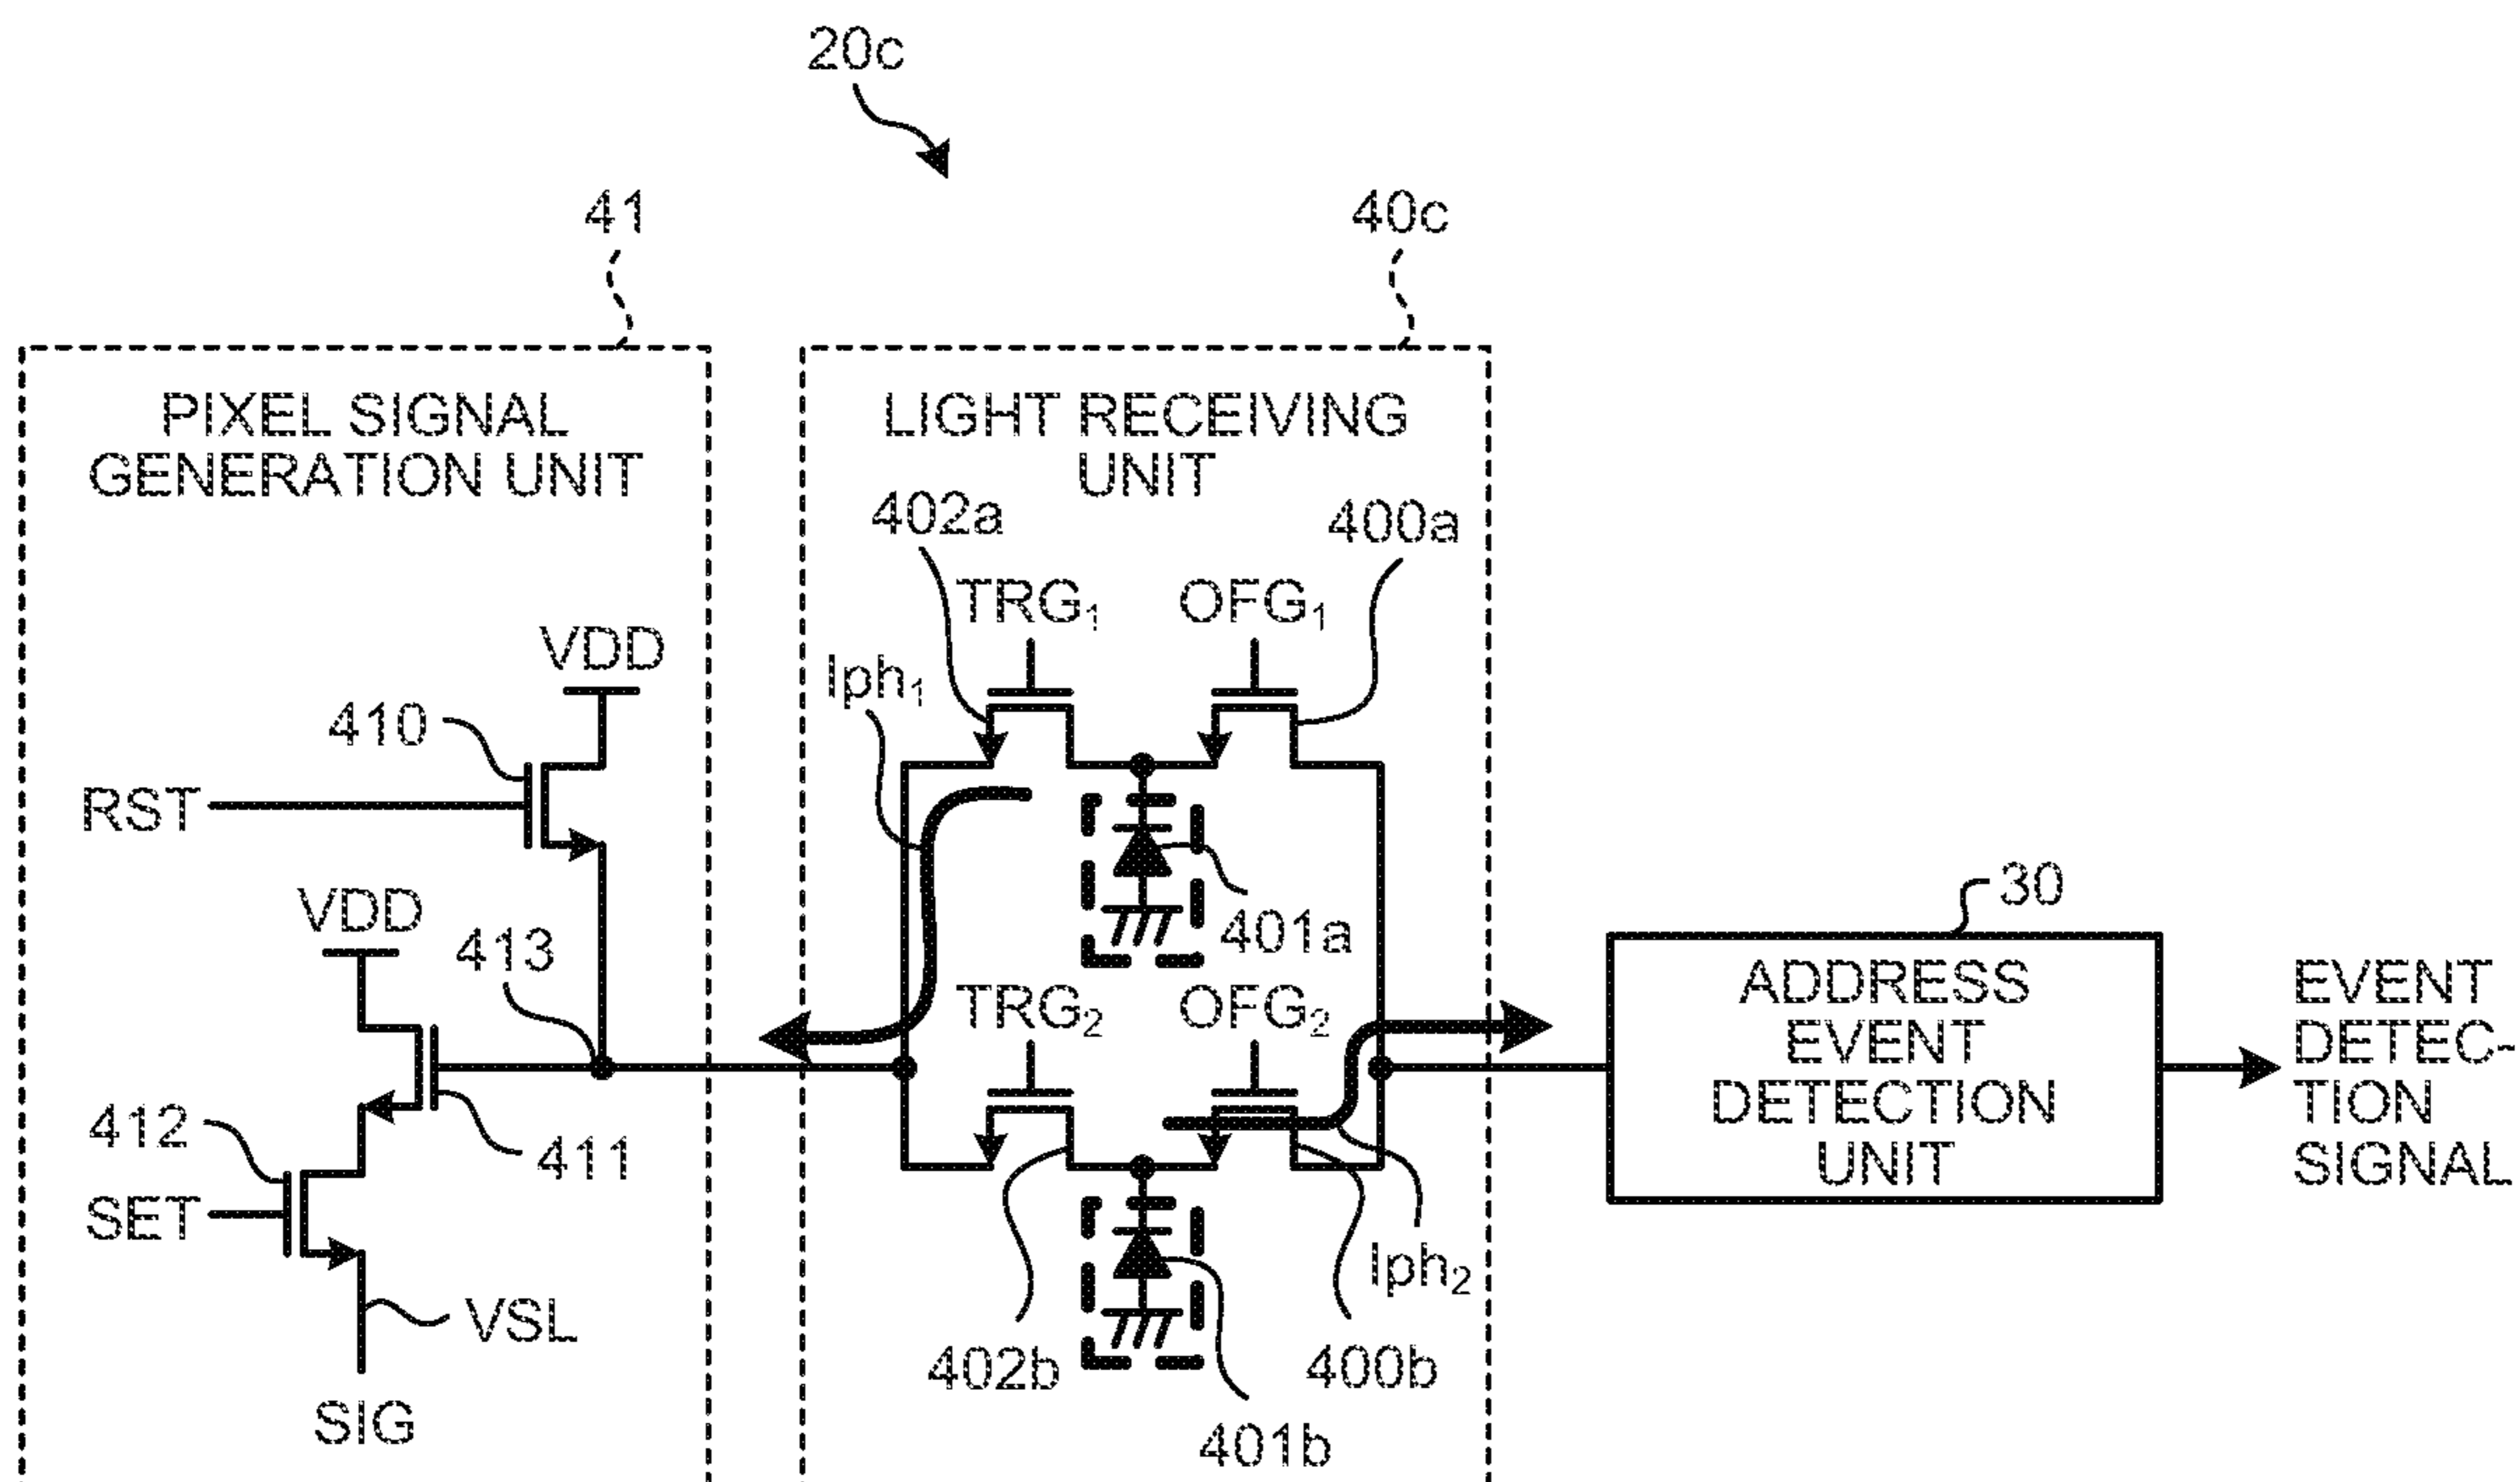 20c
41
40c
PIXEL SIGNAL
GENERATION UNIT
LIGHT RECEIVING
UNIT
402a
400a
TRG₁
OFG₁
VDD
Iph₁
410
RST
VDD
413
401a
30
ADDRESS
EVENT
DETECTION
UNIT
EVENT
DETEC-
TION
SIGNAL
TRG₂
OFG₂
412
411
SET
Iph₂
VSL
402b
400b
SIG
401b